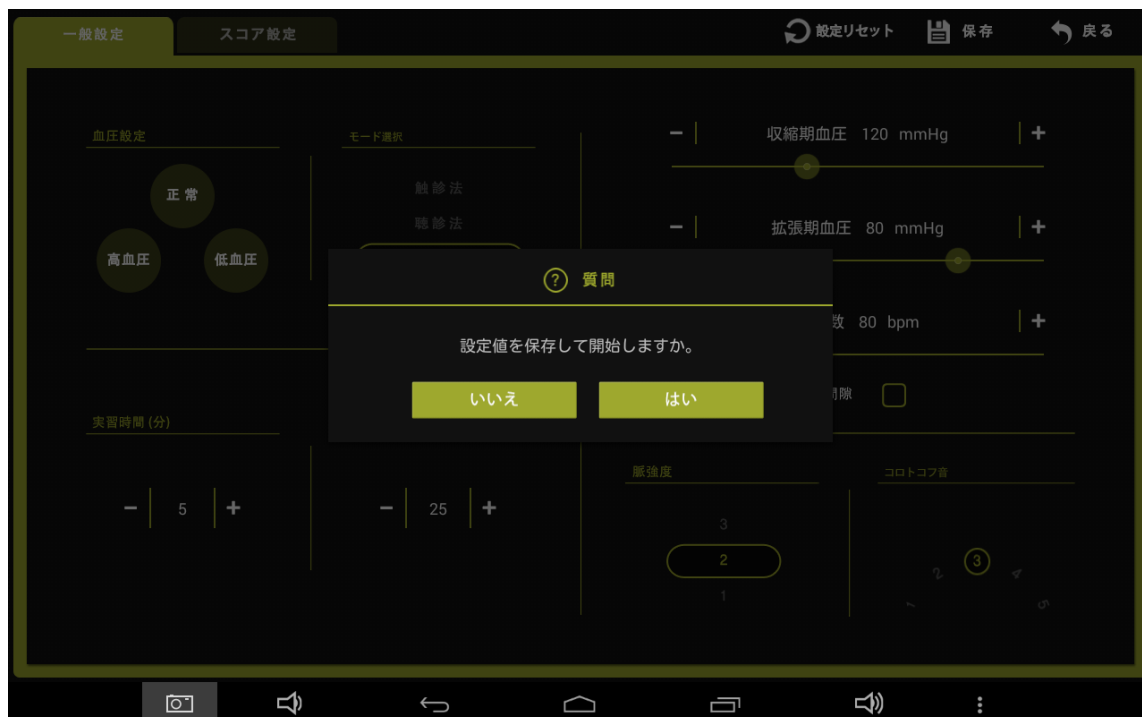 一般設定
スコア設定
設定リセット
保存
戻る
血圧設定
正常
高血圧
低血圧
モード選択
触診法
聴診法
− 収縮期血圧 120 mmHg +
− 拡張期血圧 80 mmHg +
数 80 bpm +
間隙
? 質問
設定値を保存して開始しますか。
いいえ
はい
実習時間 (分)
− 5 +
− 25 +
脈強度
3
2
1
コロトコフ音
1 2 3 4 5